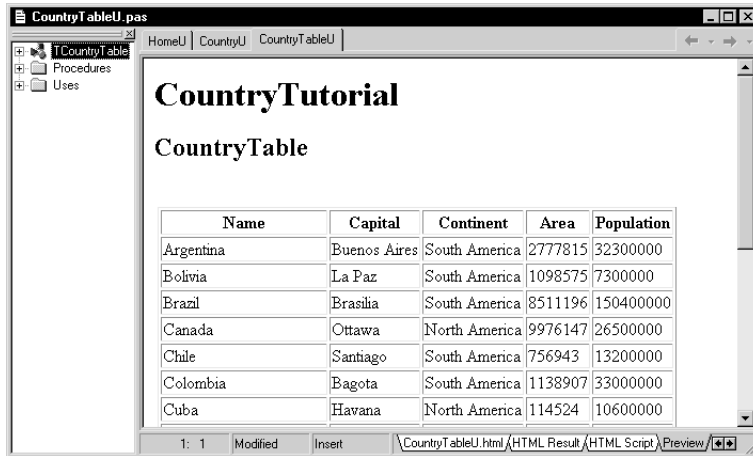 CountryTableU.pas
TCountryTable
Procedures
Uses
HomeU CountryU CountryTableU
CountryTutorial
CountryTable
Name Capital Continent Area Population
Argentina Buenos Aires South America 2777815 32300000
Bolivia La Paz South America 1098575 7300000
Brazil Brasilia South America 8511196 150400000
Canada Ottawa North America 9976147 26500000
Chile Santiago South America 756943 13200000
Colombia Bagota South America 1138907 33000000
Cuba Havana North America 114524 10600000
1: 1 Modified Insert \CountryTableU.html/HTML Result/HTML Script\Preview/